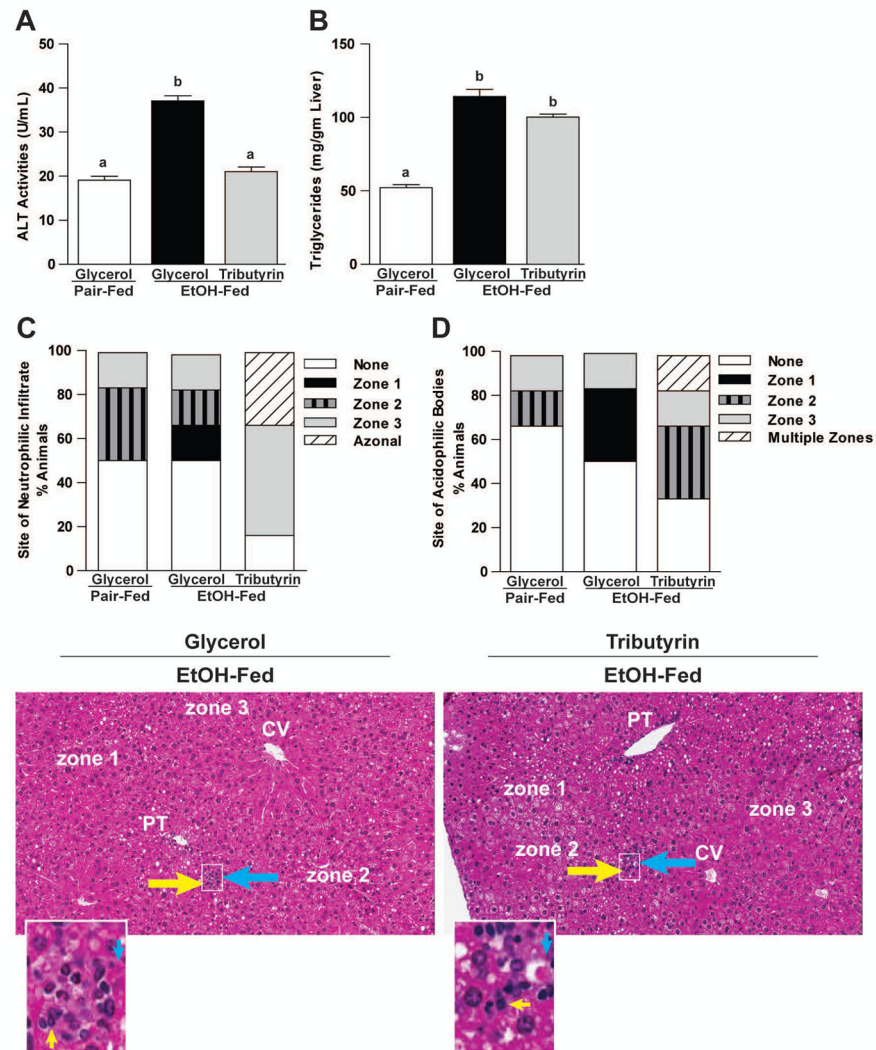 A
ALT Activities (U/mL)
50
40
30
20
10
0
a
b
a
Glycerol Glycerol Tributyrin
Pair-Fed EtOH-Fed
B
Triglycerides (mg/gm Liver)
150
100
50
0
a
b
b
Glycerol Glycerol Tributyrin
Pair-Fed EtOH-Fed
C
Site of Neutrophilic Infiltrate
% Animals
100
80
60
40
20
0
None
Zone 1
Zone 2
Zone 3
Azonal
Glycerol Glycerol Tributyrin
Pair-Fed EtOH-Fed
D
Site of Acidophilic Bodies
% Animals
100
80
60
40
20
0
None
Zone 1
Zone 2
Zone 3
Multiple Zones
Glycerol Glycerol Tributyrin
Pair-Fed EtOH-Fed
Glycerol
EtOH-Fed
zone 3
CV
zone 1
PT
zone 2
Tributyrin
EtOH-Fed
PT
zone 1
zone 3
zone 2
CV